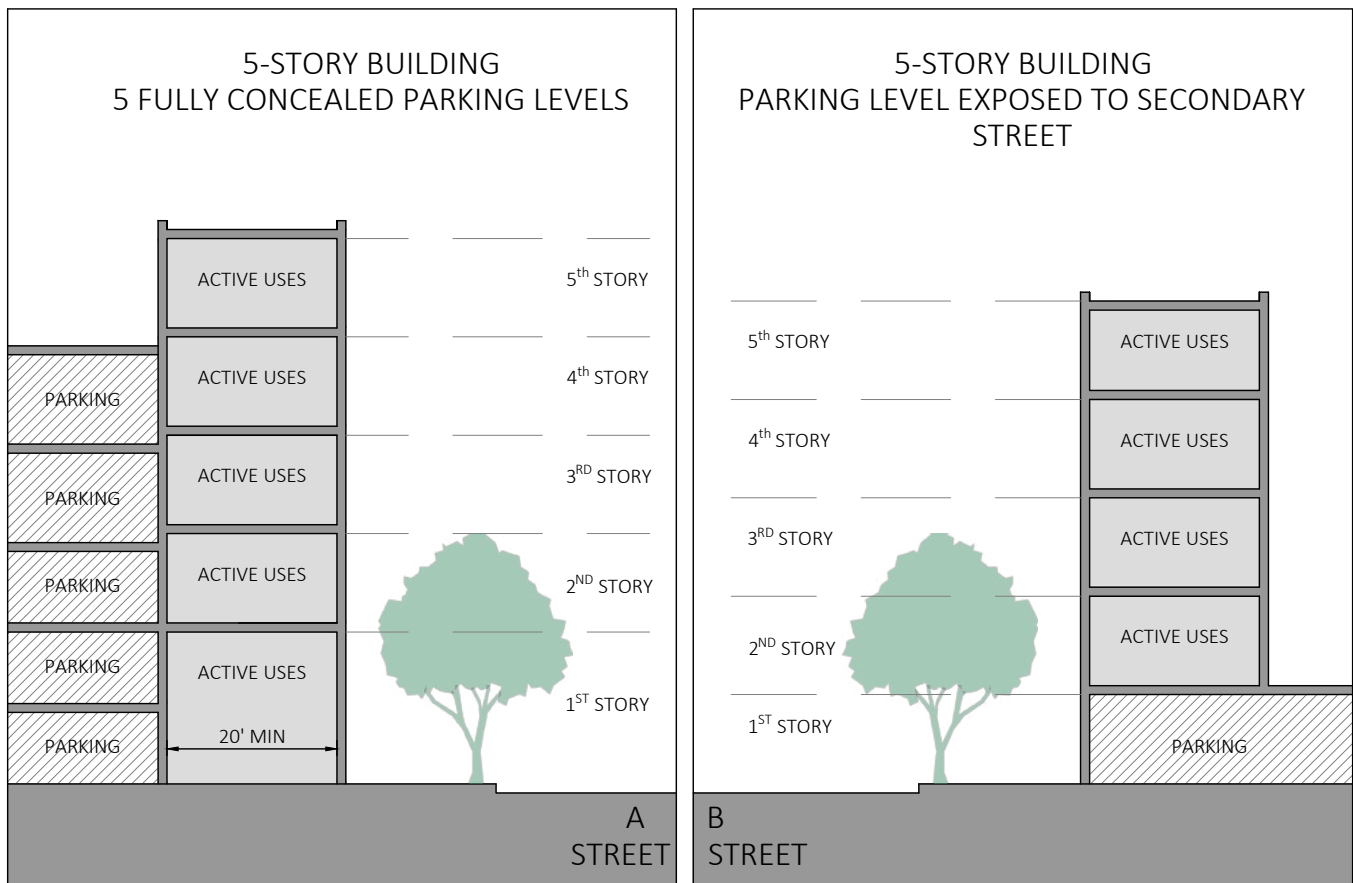 5-STORY BUILDING
5 FULLY CONCEALED PARKING LEVELS
ACTIVE USES
5th STORY
ACTIVE USES
4th STORY
PARKING
ACTIVE USES
3RD STORY
PARKING
ACTIVE USES
2ND STORY
PARKING
PARKING
ACTIVE USES
1ST STORY
20' MIN
PARKING
A
STREET
5-STORY BUILDING
PARKING LEVEL EXPOSED TO SECONDARY
STREET
5th STORY
ACTIVE USES
4th STORY
ACTIVE USES
3RD STORY
ACTIVE USES
2ND STORY
ACTIVE USES
1ST STORY
PARKING
B
STREET